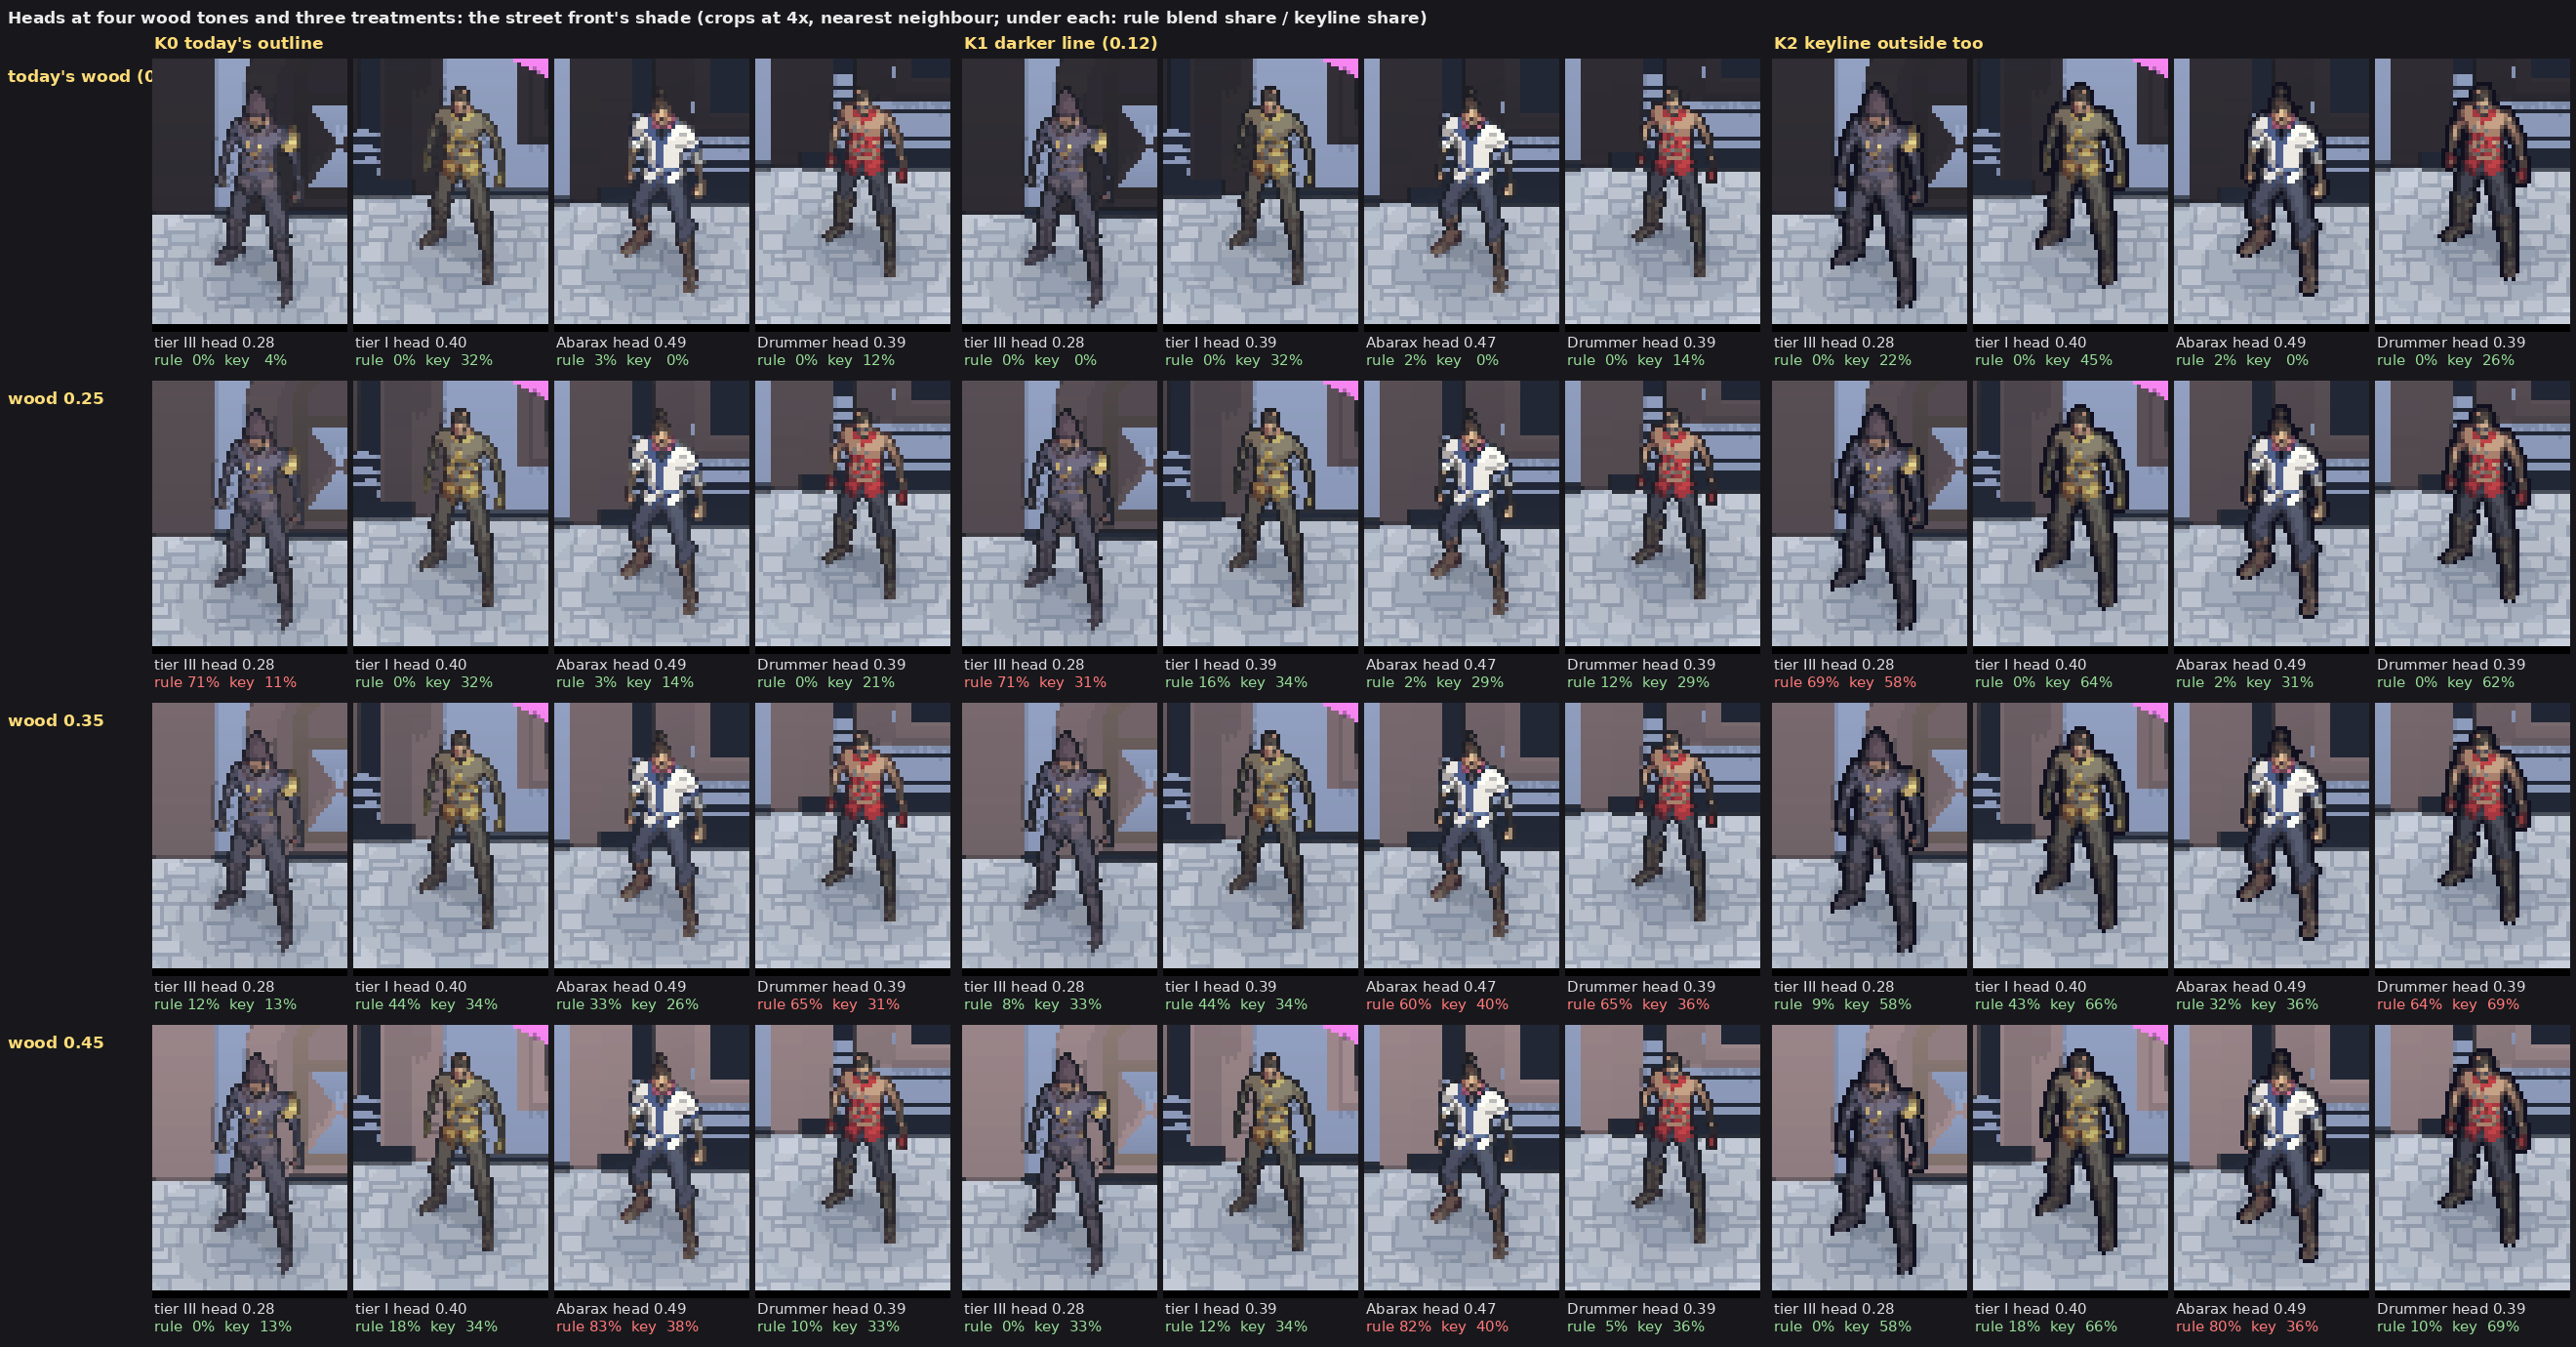 Heads at four wood tones and three treatments: the street front's shade (crops at 4x, nearest neighbour; under each: rule blend share / keyline share)
K0 today's outline K1 darker line (0.12) K2 keyline outside too
today's wood (0
tier III head 0.28 tier I head 0.40 Abarax head 0.49 Drummer head 0.39 tier III head 0.28 tier I head 0.39 Abarax head 0.47 Drummer head 0.39 tier III head 0.28 tier I head 0.40 Abarax head 0.49 Drummer head 0.39
rule 0% key 4% rule 0% key 32% rule 3% key 0% rule 0% key 12% rule 0% key 0% rule 0% key 32% rule 2% key 0% rule 0% key 14% rule 0% key 22% rule 0% key 45% rule 2% key 0% rule 0% key 26%
wood 0.25
tier III head 0.28 tier I head 0.40 Abarax head 0.49 Drummer head 0.39 tier III head 0.28 tier I head 0.39 Abarax head 0.47 Drummer head 0.39 tier III head 0.28 tier I head 0.40 Abarax head 0.49 Drummer head 0.39
rule 71% key 11% rule 0% key 32% rule 3% key 14% rule 0% key 21% rule 71% key 31% rule 16% key 34% rule 2% key 29% rule 12% key 29% rule 69% key 58% rule 0% key 64% rule 2% key 31% rule 0% key 62%
wood 0.35
tier III head 0.28 tier I head 0.40 Abarax head 0.49 Drummer head 0.39 tier III head 0.28 tier I head 0.39 Abarax head 0.47 Drummer head 0.39 tier III head 0.28 tier I head 0.40 Abarax head 0.49 Drummer head 0.39
rule 12% key 13% rule 44% key 34% rule 33% key 26% rule 65% key 31% rule 8% key 33% rule 44% key 34% rule 60% key 40% rule 65% key 36% rule 9% key 58% rule 43% key 66% rule 32% key 36% rule 64% key 69%
wood 0.45
tier III head 0.28 tier I head 0.40 Abarax head 0.49 Drummer head 0.39 tier III head 0.28 tier I head 0.39 Abarax head 0.47 Drummer head 0.39 tier III head 0.28 tier I head 0.40 Abarax head 0.49 Drummer head 0.39
rule 0% key 13% rule 18% key 34% rule 83% key 38% rule 10% key 33% rule 0% key 33% rule 12% key 34% rule 82% key 40% rule 5% key 36% rule 0% key 58% rule 18% key 66% rule 80% key 36% rule 10% key 69%